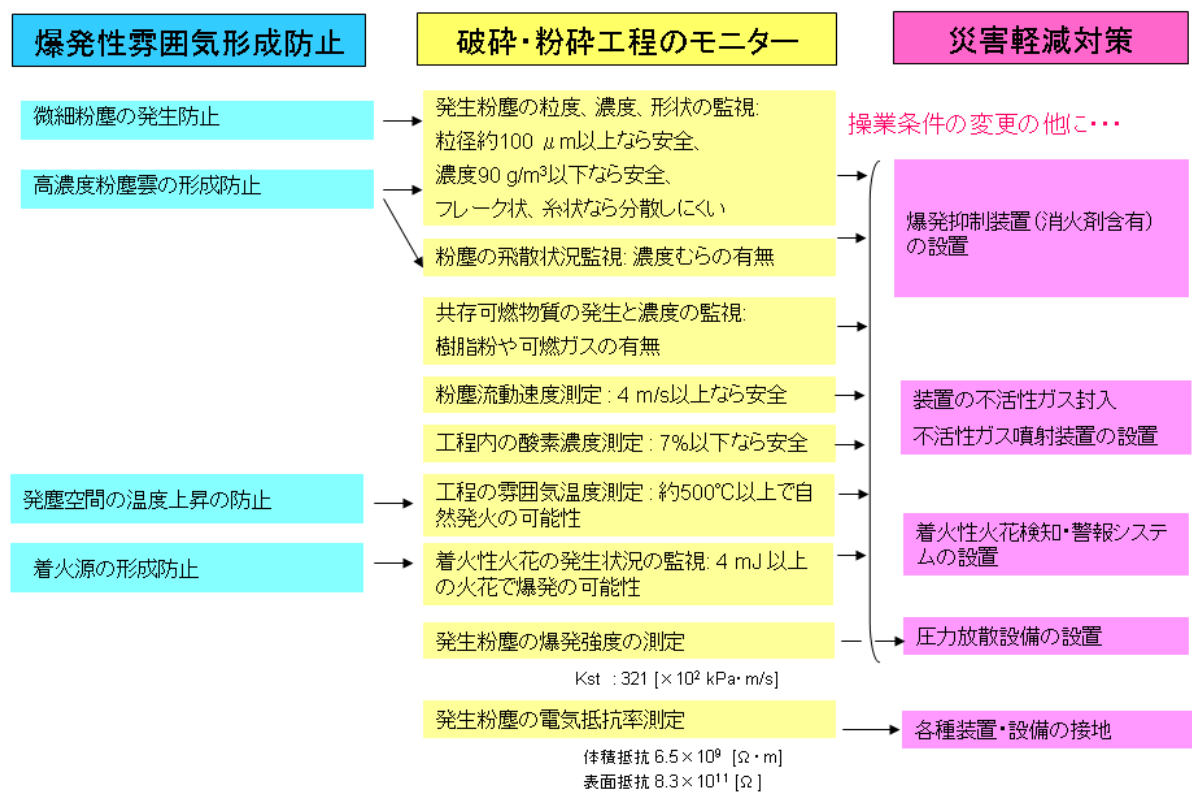 爆発性雰囲気形成防止
微細粉塵の発生防止
高濃度粉塵雲の形成防止
発塵空間の温度上昇の防止
着火源の形成防止
破砕・粉砕工程のモニター
発生粉塵の粒度、濃度、形状の監視:
粒径約100 μm以上なら安全、
濃度90 g/m³以下なら安全、
フレーク状、糸状なら分散しにくい
粉塵の飛散状況監視: 濃度むらの有無
共存可燃物質の発生と濃度の監視:
樹脂粉や可燃ガスの有無
粉塵流動速度測定 : 4 m/s以上なら安全
工程内の酸素濃度測定 : 7%以下なら安全
工程の雰囲気温度測定 : 約500℃以上で自
然発火の可能性
着火性火花の発生状況の監視: 4 mJ 以上
の火花で爆発の可能性
発生粉塵の爆発強度の測定
Kst : 321 [×10² kPa・m/s]
発生粉塵の電気抵抗率測定
体積抵抗 6.5×10⁹ [Ω・m]
表面抵抗 8.3×10¹¹ [Ω]
災害軽減対策
操業条件の変更の他に・・・
爆発抑制装置(消火剤含有)
の設置
装置の不活性ガス封入
不活性ガス噴射装置の設置
着火性火花検知・警報システ
ムの設置
圧力放散設備の設置
各種装置・設備の接地